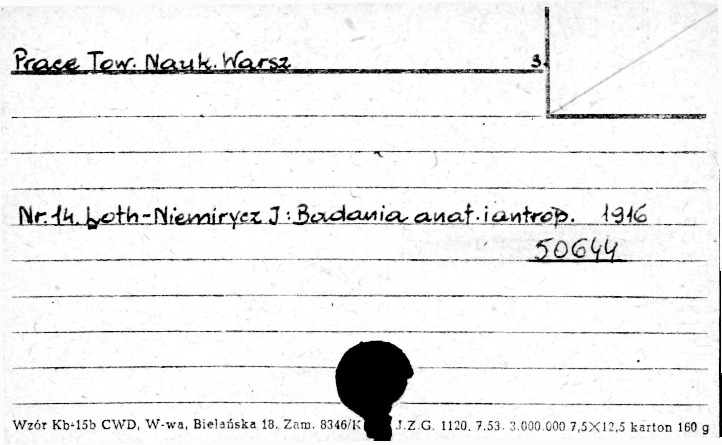 Prace Tow. Nauk. Warsz 3.
Nr. 14. Loth-Niemirycz J: Badania anat. i antrop. 1916
50644
Wzór Kb-15b CWD, W-wa, Bielańska 18. Zam. 8346/K J.Z.G. 1120. 7.53. 3.000.000 7,5×12,5 karton 160 g